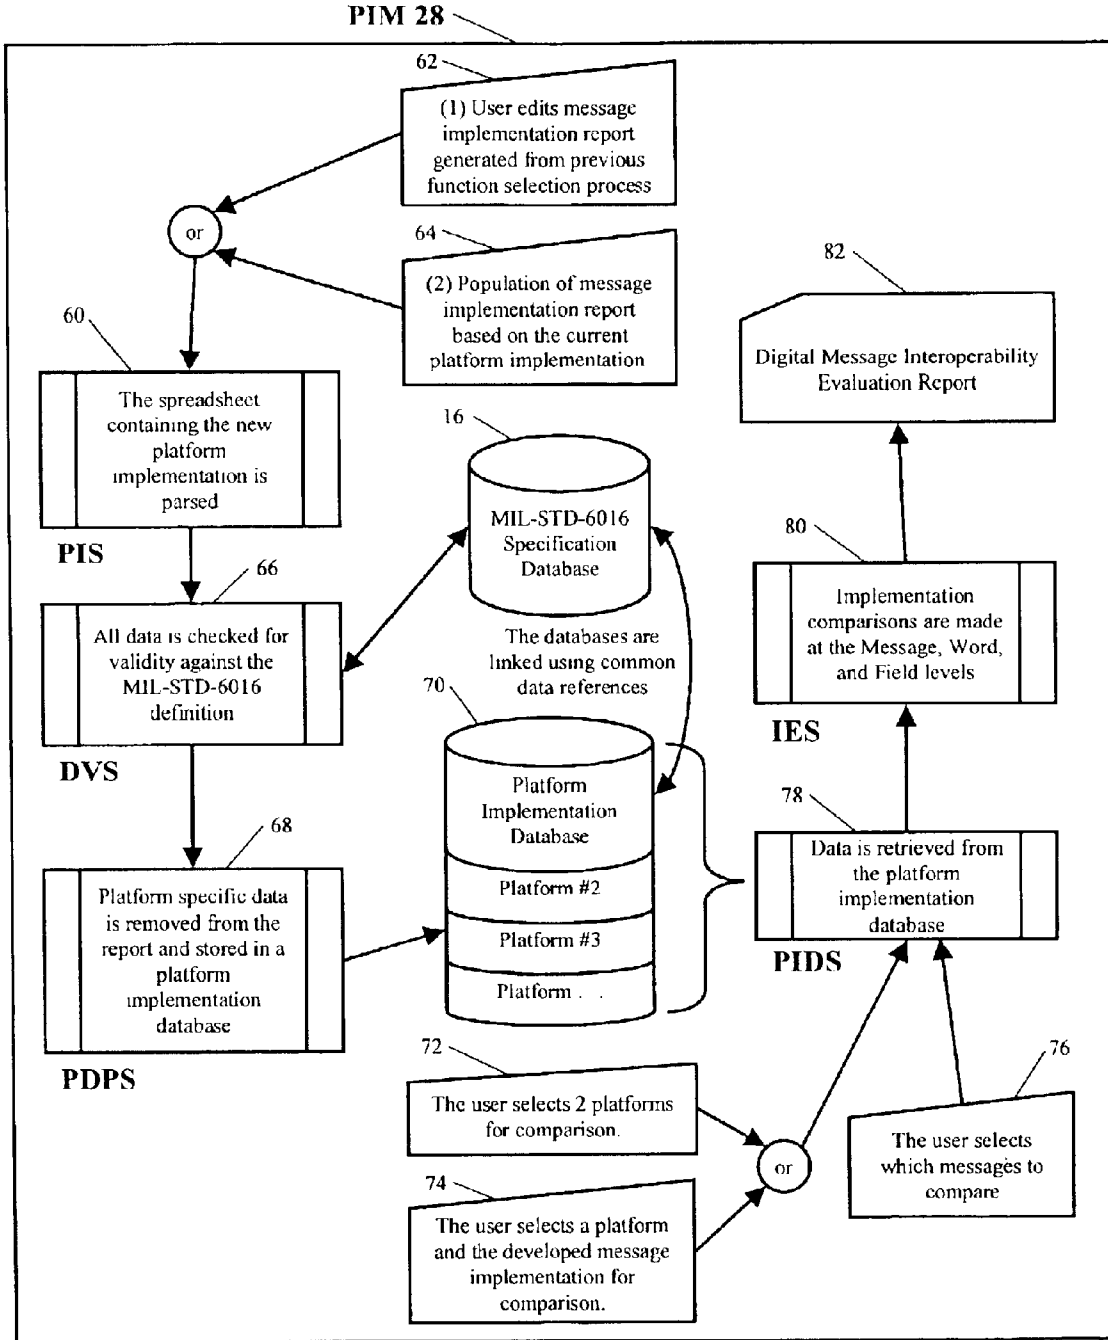 PIM 28
62
(1) User edits message
implementation report
generated from previous
function selection process
or
64
(2) Population of message
implementation report
based on the current
platform implementation
82
Digital Message Interoperability
Evaluation Report
60
The spreadsheet
containing the new
platform
implementation is
parsed
PIS
16
MIL-STD-6016
Specification
Database
80
Implementation
comparisons are made
at the Message, Word,
and Field levels
IES
66
All data is checked for
validity against the
MIL-STD-6016
definition
DVS
The databases are
linked using common
data references
70
Platform
Implementation
Database
Platform #2
Platform #3
Platform . .
78
Data is retrieved from
the platform
implementation
database
PIDS
68
Platform specific data
is removed from the
report and stored in a
platform
implementation
database
PDPS
72
The user selects 2 platforms
for comparison.
or
74
The user selects a platform
and the developed message
implementation for
comparison.
76
The user selects
which messages to
compare